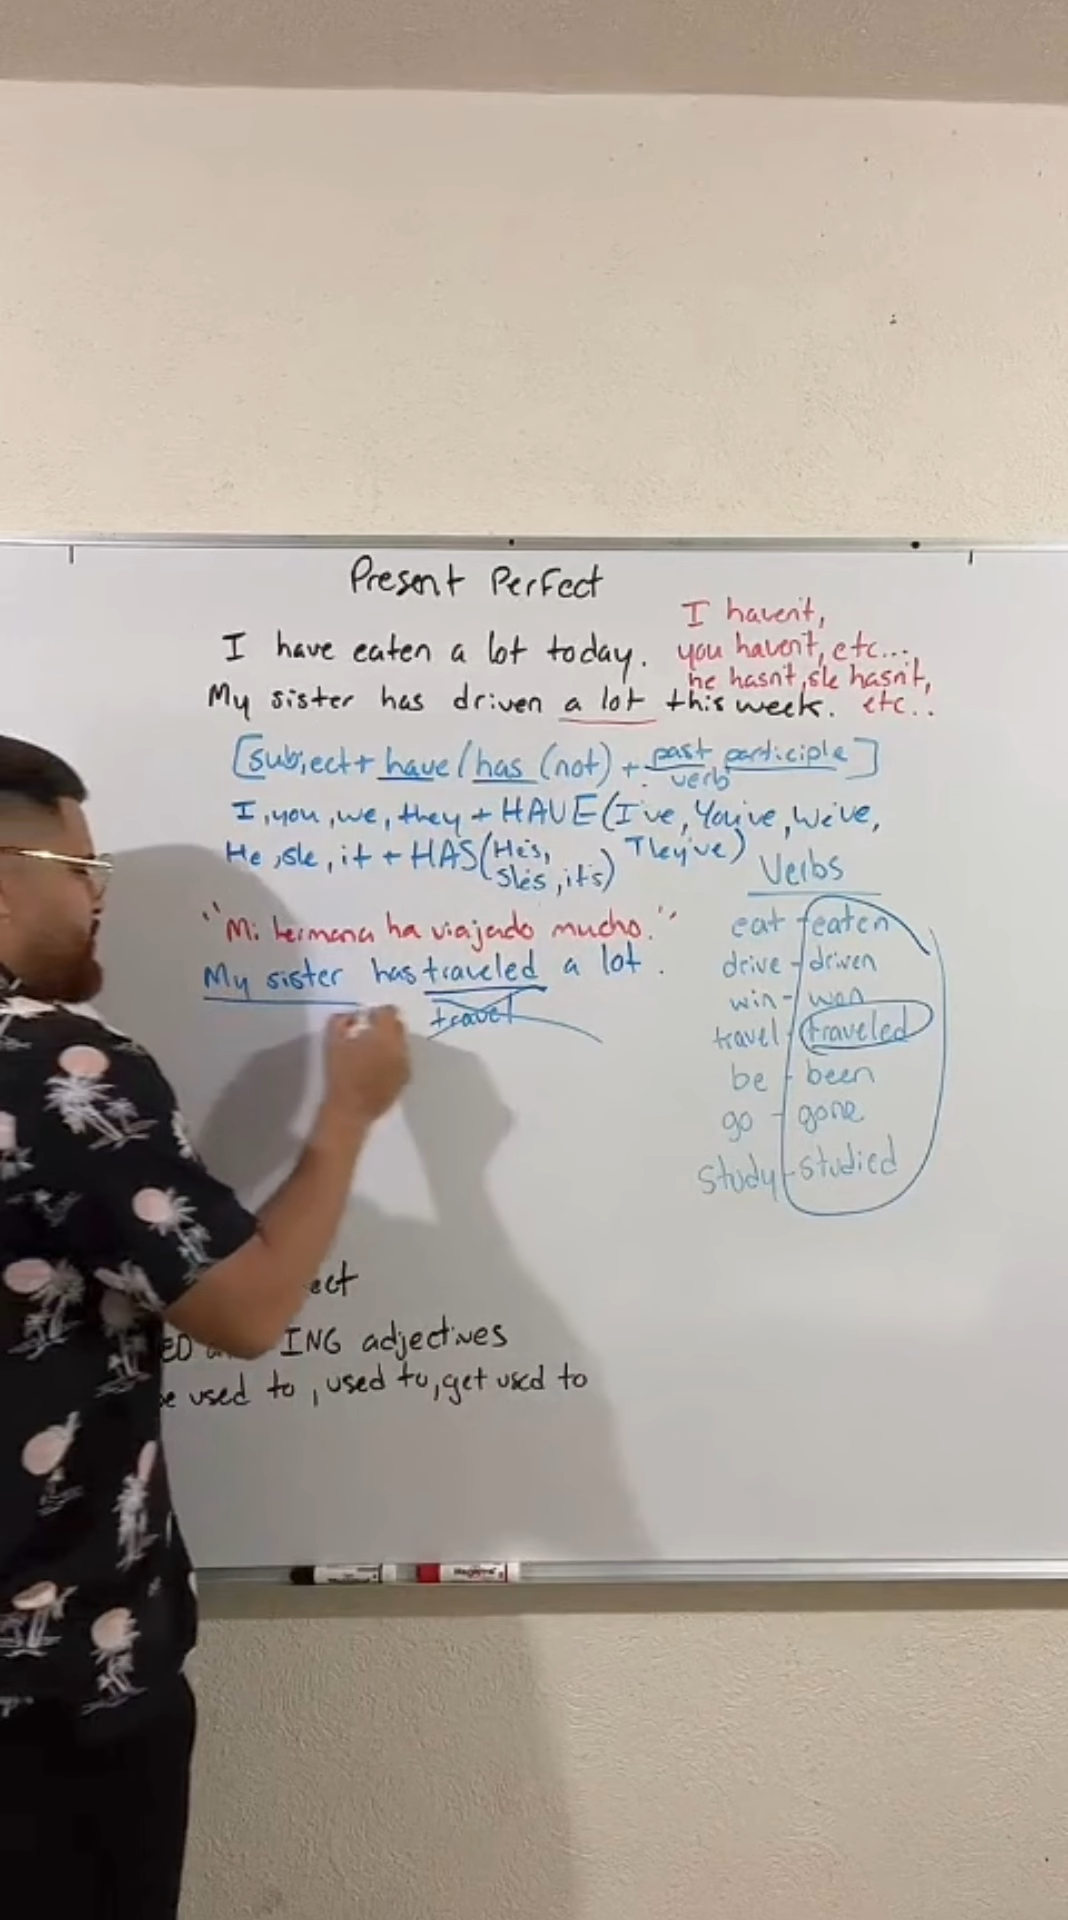 Present Perfect
I have eaten a lot today.
My sister has driven a lot this week.
I haven't,
you haven't, etc...
he hasn't, she hasn't,
etc..
[subject + have / has (not) + past participle]
verb
I, you, we, they + HAVE (I've, You've, We've,
They've)
He, she, it + HAS (He's,
She's, it's)
"Mi hermana ha viajado mucho."
My sister has traveled a lot.
travel
Verbs
eat - eaten
drive - driven
win - won
travel - traveled
be - been
go - gone
study - studied
ED ING adjectives
used to, used to, get used to